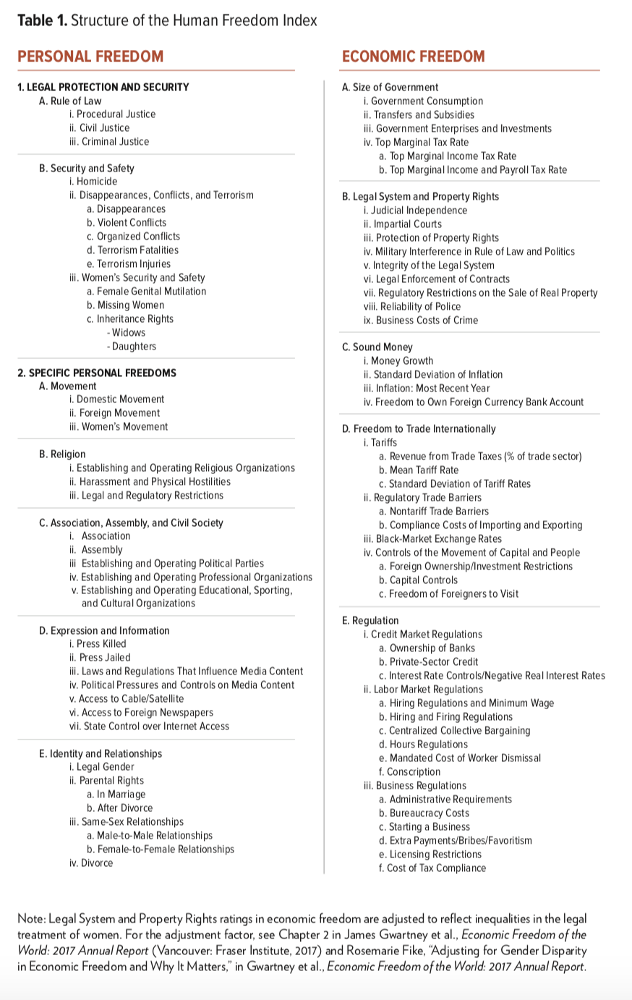 Table 1. Structure of the Human Freedom Index
PERSONAL FREEDOM
1. LEGAL PROTECTION AND SECURITY
A. Rule of Law
i. Procedural Justice
ii. Civil Justice
iii. Criminal Justice
B. Security and Safety
i. Homicide
ii. Disappearances, Conflicts, and Terrorism
a. Disappearances
b. Violent Conflicts
c. Organized Conflicts
d. Terrorism Fatalities
e. Terrorism Injuries
iii. Women's Security and Safety
a. Female Genital Mutilation
b. Missing Women
c. Inheritance Rights
- Widows
- Daughters
2. SPECIFIC PERSONAL FREEDOMS
A. Movement
i. Domestic Movement
ii. Foreign Movement
iii. Women's Movement
B. Religion
i. Establishing and Operating Religious Organizations
ii. Harassment and Physical Hostilities
iii. Legal and Regulatory Restrictions
C. Association, Assembly, and Civil Society
i. Association
ii. Assembly
iii Establishing and Operating Political Parties
iv. Establishing and Operating Professional Organizations
v. Establishing and Operating Educational, Sporting,
and Cultural Organizations
D. Expression and Information
i. Press Killed
ii. Press Jailed
iii. Laws and Regulations That Influence Media Content
iv. Political Pressures and Controls on Media Content
v. Access to Cable/Satellite
vi. Access to Foreign Newspapers
vii. State Control over Internet Access
E. Identity and Relationships
i. Legal Gender
ii. Parental Rights
a. In Marriage
b. After Divorce
iii. Same-Sex Relationships
a. Male-to-Male Relationships
b. Female-to-Female Relationships
iv. Divorce
ECONOMIC FREEDOM
A. Size of Government
i. Government Consumption
ii. Transfers and Subsidies
iii. Government Enterprises and Investments
iv. Top Marginal Tax Rate
a. Top Marginal Income Tax Rate
b. Top Marginal Income and Payroll Tax Rate
B. Legal System and Property Rights
i. Judicial Independence
ii. Impartial Courts
iii. Protection of Property Rights
iv. Military Interference in Rule of Law and Politics
v. Integrity of the Legal System
vi. Legal Enforcement of Contracts
vii. Regulatory Restrictions on the Sale of Real Property
viii. Reliability of Police
ix. Business Costs of Crime
C. Sound Money
i. Money Growth
ii. Standard Deviation of Inflation
iii. Inflation: Most Recent Year
iv. Freedom to Own Foreign Currency Bank Account
D. Freedom to Trade Internationally
i. Tariffs
a. Revenue from Trade Taxes (% of trade sector)
b. Mean Tariff Rate
c. Standard Deviation of Tariff Rates
ii. Regulatory Trade Barriers
a. Nontariff Trade Barriers
b. Compliance Costs of Importing and Exporting
iii. Black-Market Exchange Rates
iv. Controls of the Movement of Capital and People
a. Foreign Ownership/Investment Restrictions
b. Capital Controls
c. Freedom of Foreigners to Visit
E. Regulation
i. Credit Market Regulations
a. Ownership of Banks
b. Private-Sector Credit
c. Interest Rate Controls/Negative Real Interest Rates
ii. Labor Market Regulations
a. Hiring Regulations and Minimum Wage
b. Hiring and Firing Regulations
c. Centralized Collective Bargaining
d. Hours Regulations
e. Mandated Cost of Worker Dismissal
f. Conscription
iii. Business Regulations
a. Administrative Requirements
b. Bureaucracy Costs
c. Starting a Business
d. Extra Payments/Bribes/Favoritism
e. Licensing Restrictions
f. Cost of Tax Compliance
Note: Legal System and Property Rights ratings in economic freedom are adjusted to reflect inequalities in the legal
treatment of women. For the adjustment factor, see Chapter 2 in James Gwartney et al., Economic Freedom of the
World: 2017 Annual Report (Vancouver: Fraser Institute, 2017) and Rosemarie Fike, "Adjusting for Gender Disparity
in Economic Freedom and Why It Matters," in Gwartney et al., Economic Freedom of the World: 2017 Annual Report.